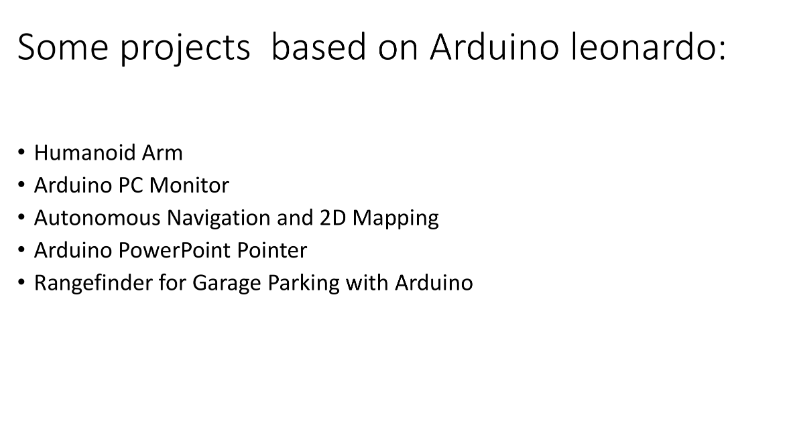 Some projects  based on Arduino leonardo:
• Humanoid Arm
• Arduino PC Monitor
• Autonomous Navigation and 2D Mapping
• Arduino PowerPoint Pointer
• Rangefinder for Garage Parking with Arduino